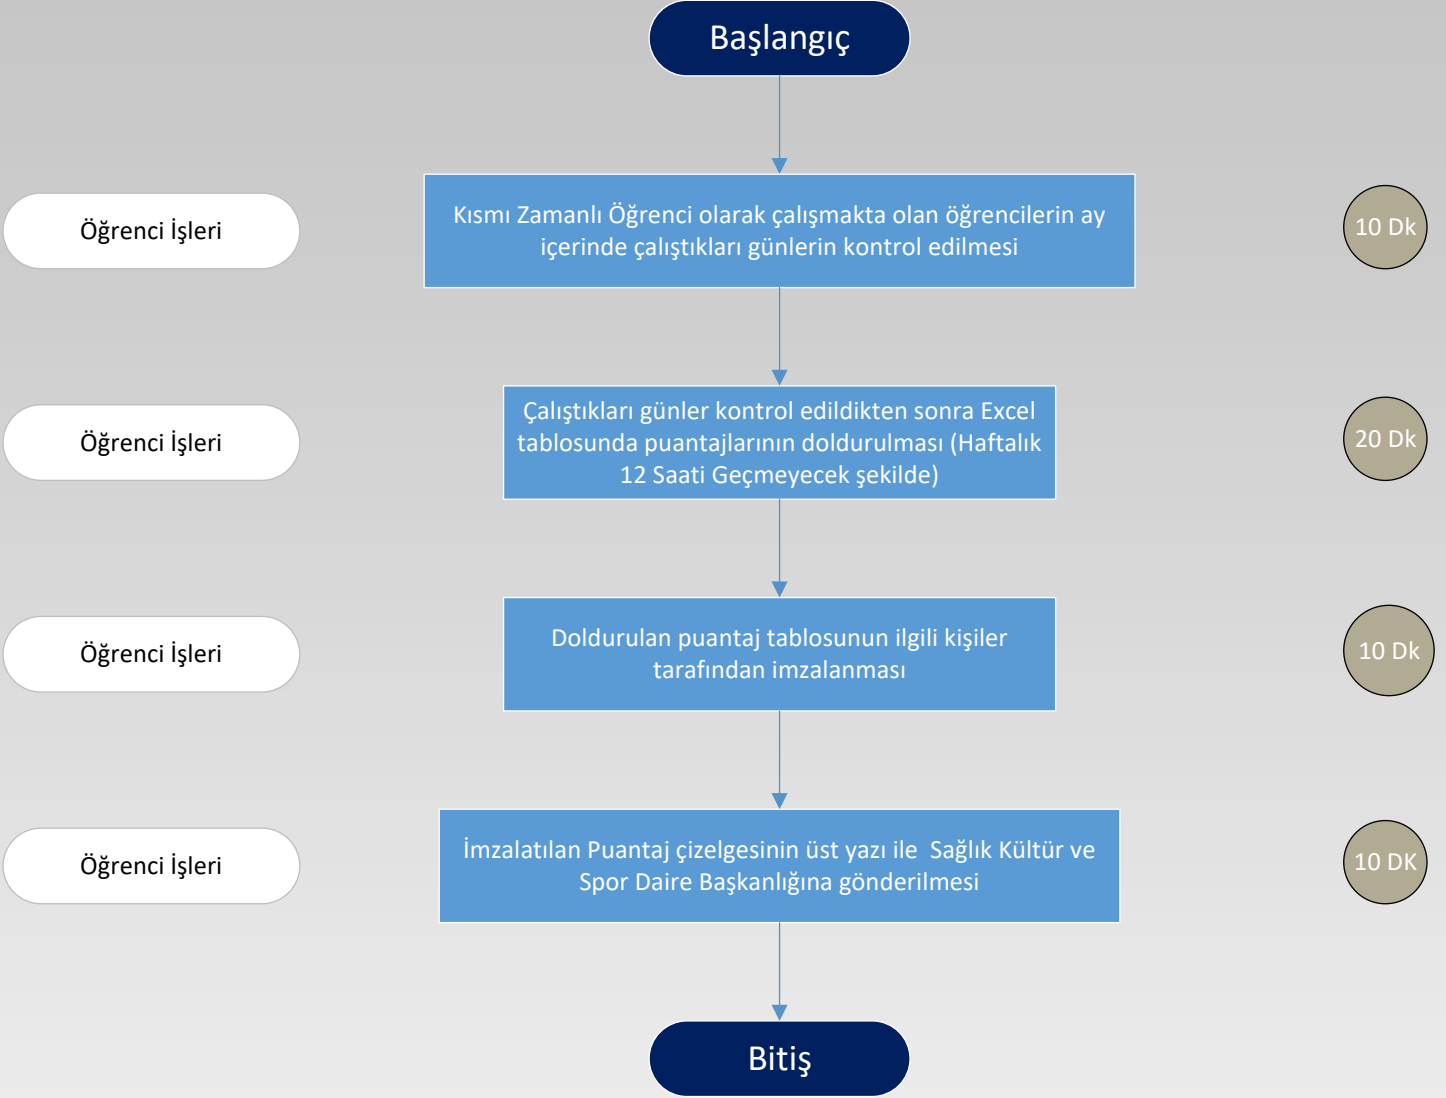 Başlangıç
Öğrenci İşleri
Kısmı Zamanlı Öğrenci olarak çalışmakta olan öğrencilerin ay
içerinde çalıştıkları günlerin kontrol edilmesi
10 Dk
Öğrenci İşleri
Çalıştıkları günler kontrol edildikten sonra Excel
tablosunda puantajlarının doldurulması (Haftalık
12 Saati Geçmeyecek şekilde)
20 Dk
Öğrenci İşleri
Doldurulan puantaj tablosunun ilgili kişiler
tarafından imzalanması
10 Dk
Öğrenci İşleri
İmzalatılan Puantaj çizelgesinin üst yazı ile  Sağlık Kültür ve
Spor Daire Başkanlığına gönderilmesi
10 DK
Bitiş